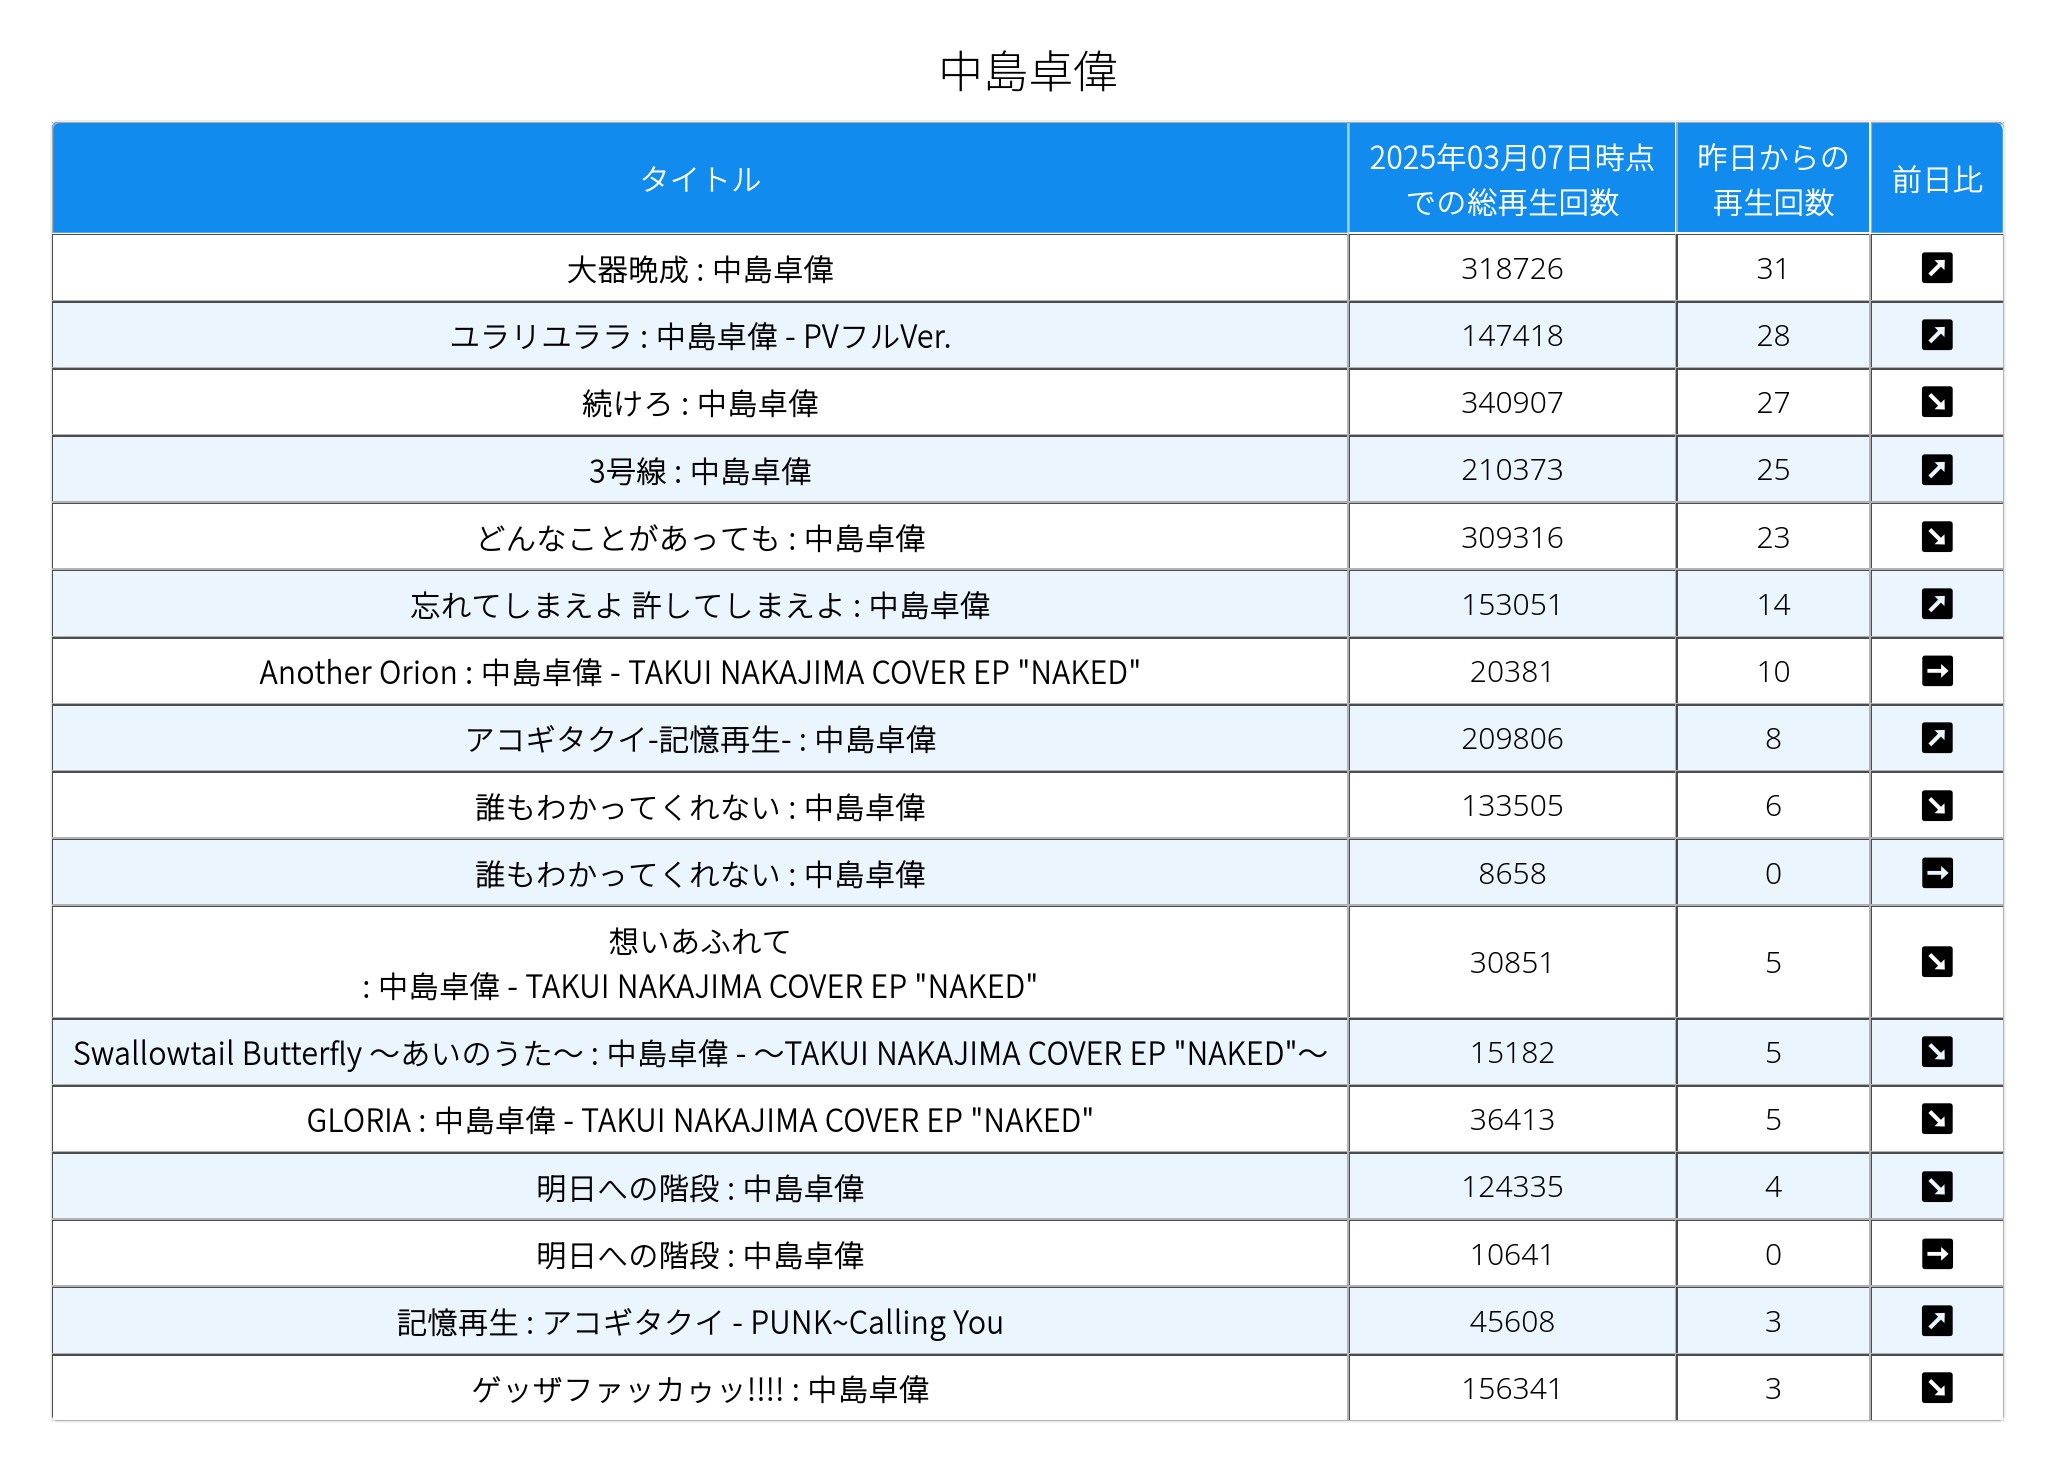 中島卓偉
タイトル
2025年03月07日時点
での総再生回数
昨日からの
再生回数
前日比
大器晩成 : 中島卓偉 318726 31
ユラリユララ : 中島卓偉 - PVフルVer. 147418 28
続けろ : 中島卓偉 340907 27
3号線 : 中島卓偉 210373 25
どんなことがあっても : 中島卓偉 309316 23
忘れてしまえよ 許してしまえよ : 中島卓偉 153051 14
Another Orion : 中島卓偉 - TAKUI NAKAJIMA COVER EP "NAKED" 20381 10
アコギタクイ-記憶再生- : 中島卓偉 209806 8
誰もわかってくれない : 中島卓偉 133505 6
誰もわかってくれない : 中島卓偉 8658 0
想いあふれて
: 中島卓偉 - TAKUI NAKAJIMA COVER EP "NAKED" 30851 5
Swallowtail Butterfly 〜あいのうた〜 : 中島卓偉 - 〜TAKUI NAKAJIMA COVER EP "NAKED"〜 15182 5
GLORIA : 中島卓偉 - TAKUI NAKAJIMA COVER EP "NAKED" 36413 5
明日への階段 : 中島卓偉 124335 4
明日への階段 : 中島卓偉 10641 0
記憶再生 : アコギタクイ - PUNK~Calling You 45608 3
ゲッザファッカゥッ!!!! : 中島卓偉 156341 3